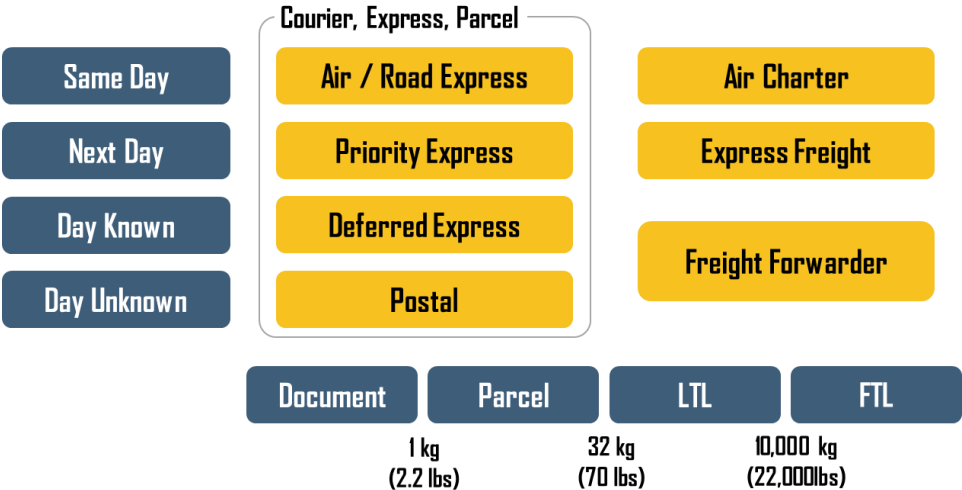 Courier, Express, Parcel
Same Day
Air / Road Express
Air Charter
Next Day
Priority Express
Express Freight
Day Known
Deferred Express
Freight Forwarder
Day Unknown
Postal
Document
Parcel
LTL
FTL
1 kg
(2.2 lbs)
32 kg
(70 lbs)
10,000 kg
(22,000lbs)